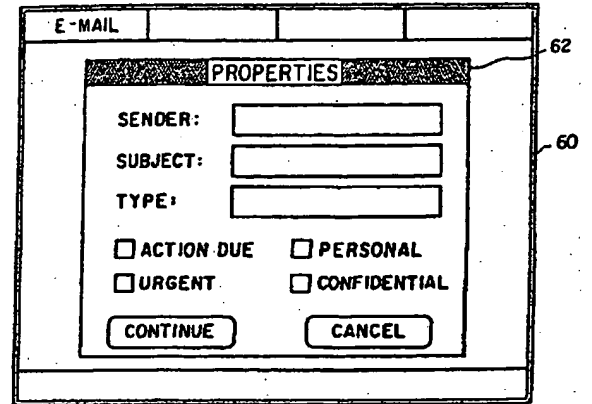 E-MAIL
62
PROPERTIES
SENDER:
60
SUBJECT:
TYPE:
ACTION DUE PERSONAL
URGENT CONFIDENTIAL
CONTINUE CANCEL